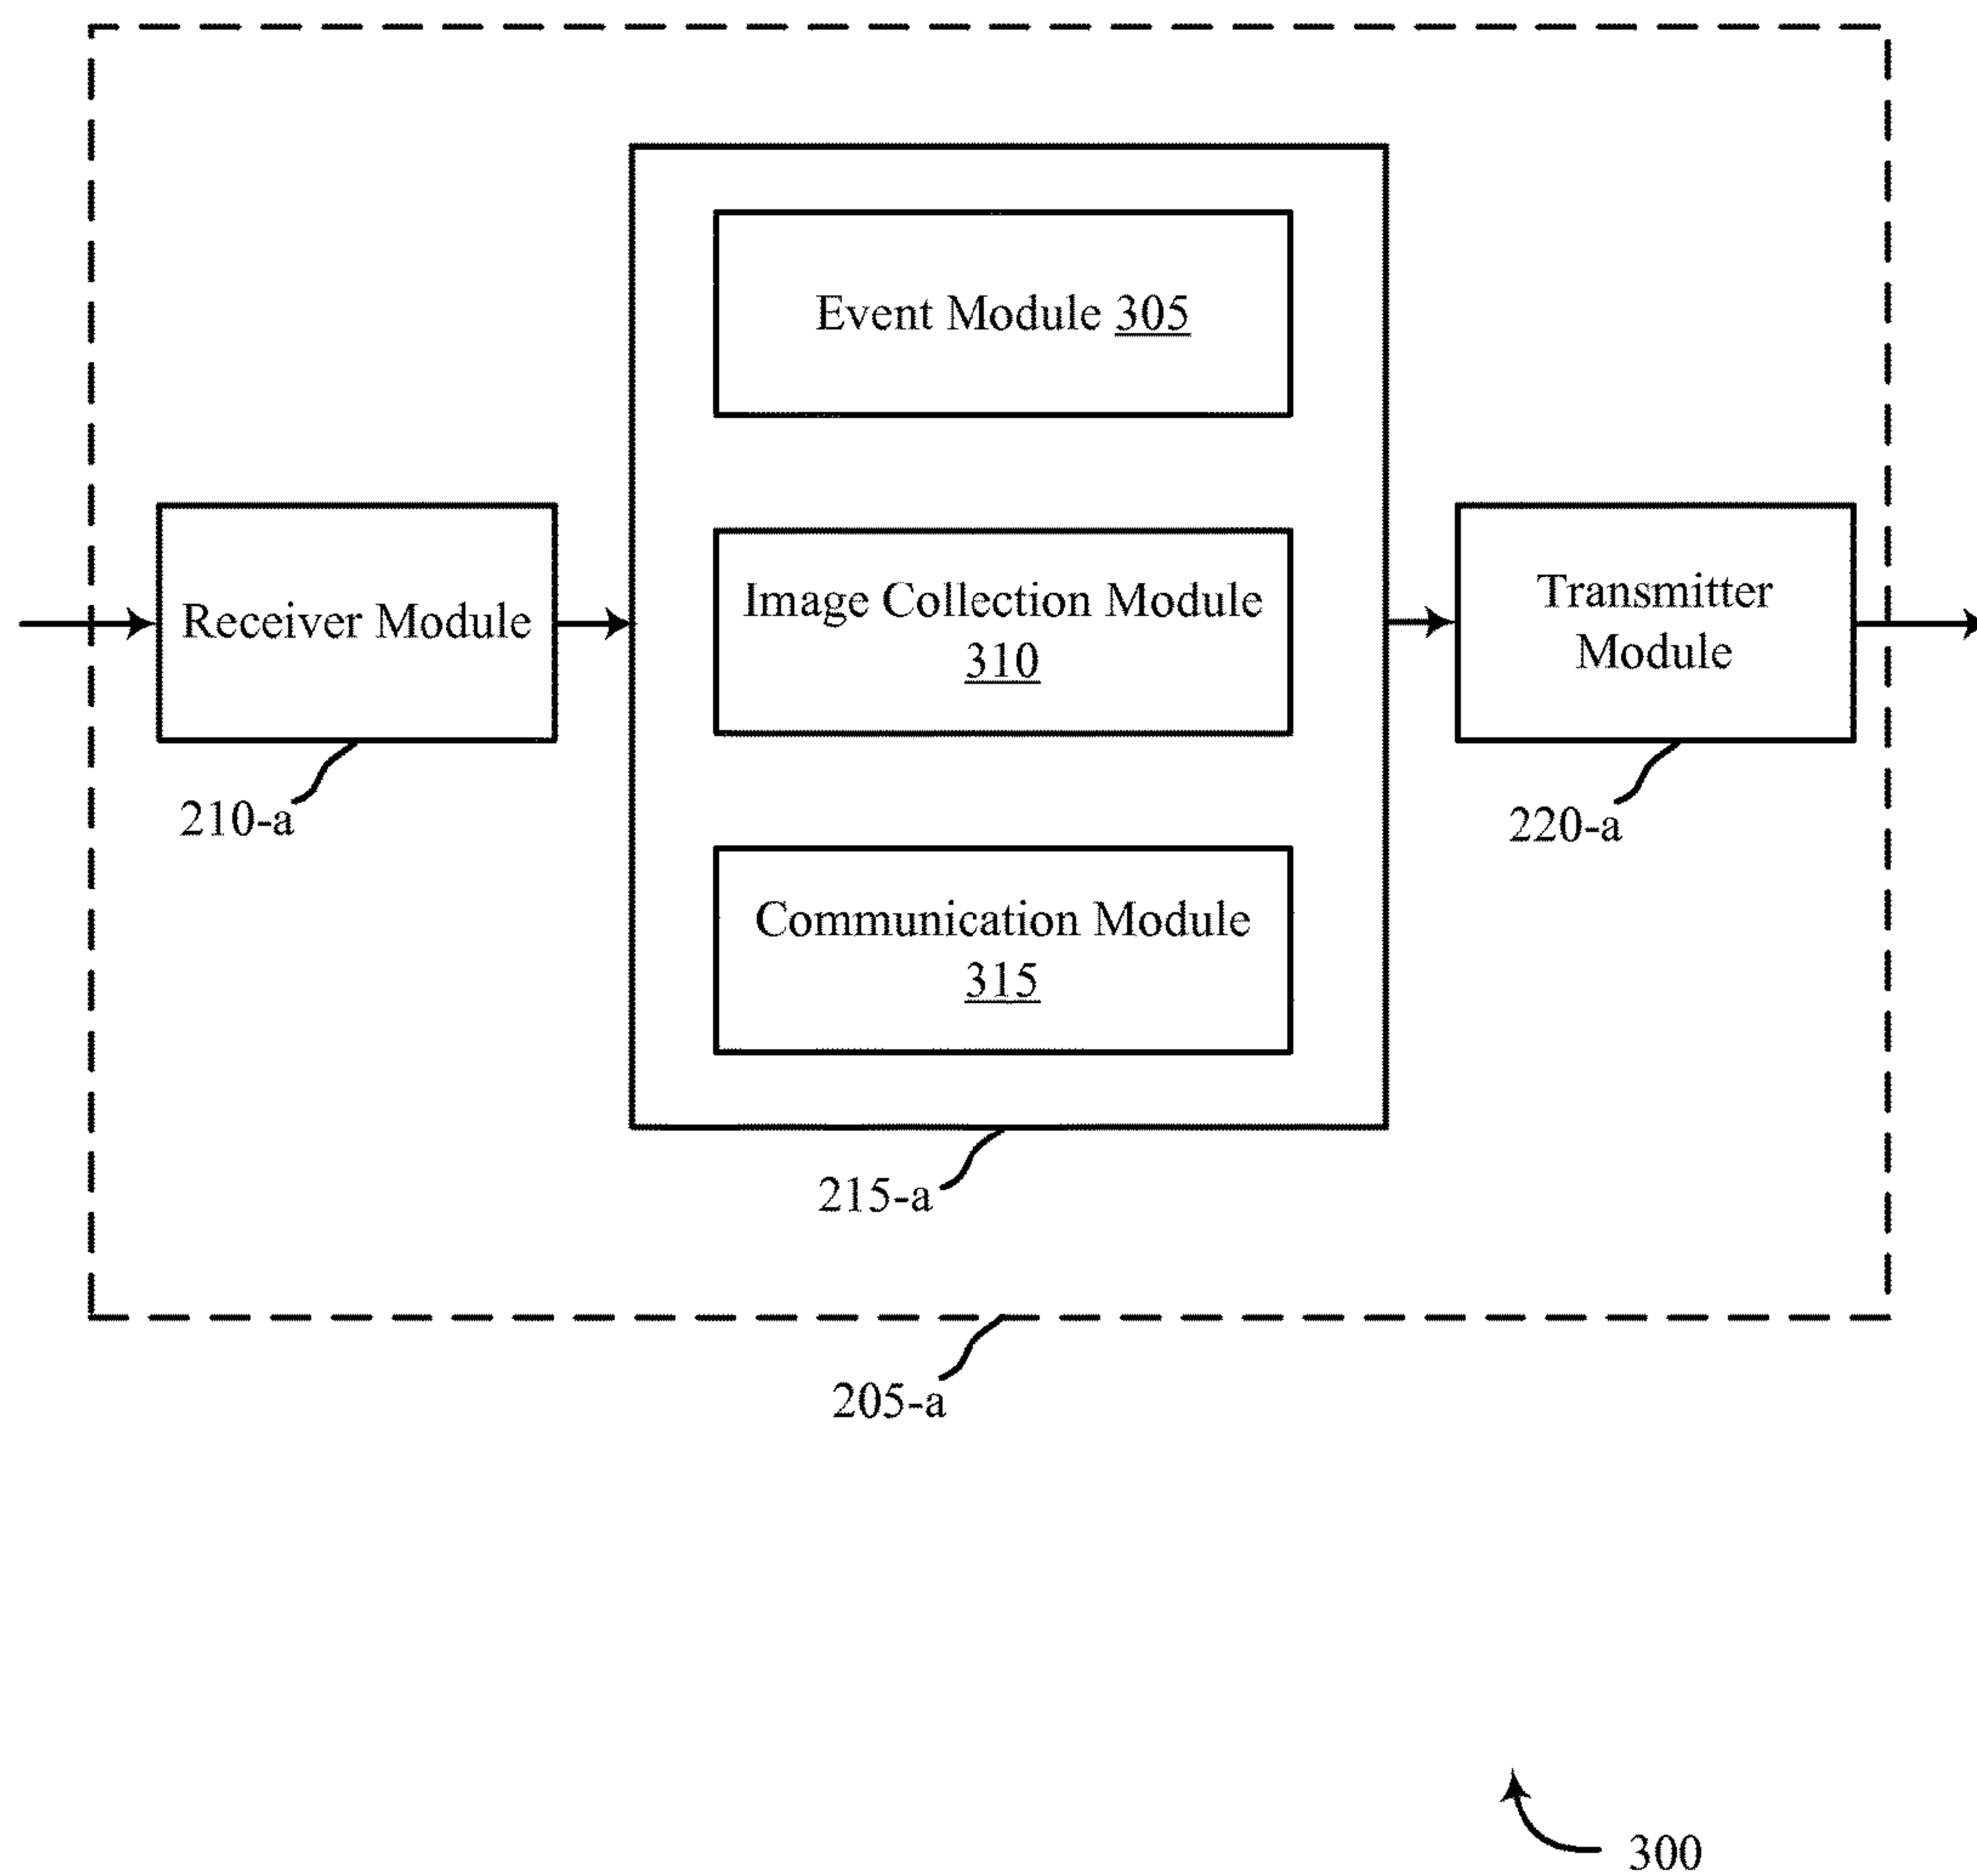 Event Module 305
Receiver Module
Image Collection Module
310
Transmitter
Module
210-a
220-a
Communication Module
315
215-a
205-a
300